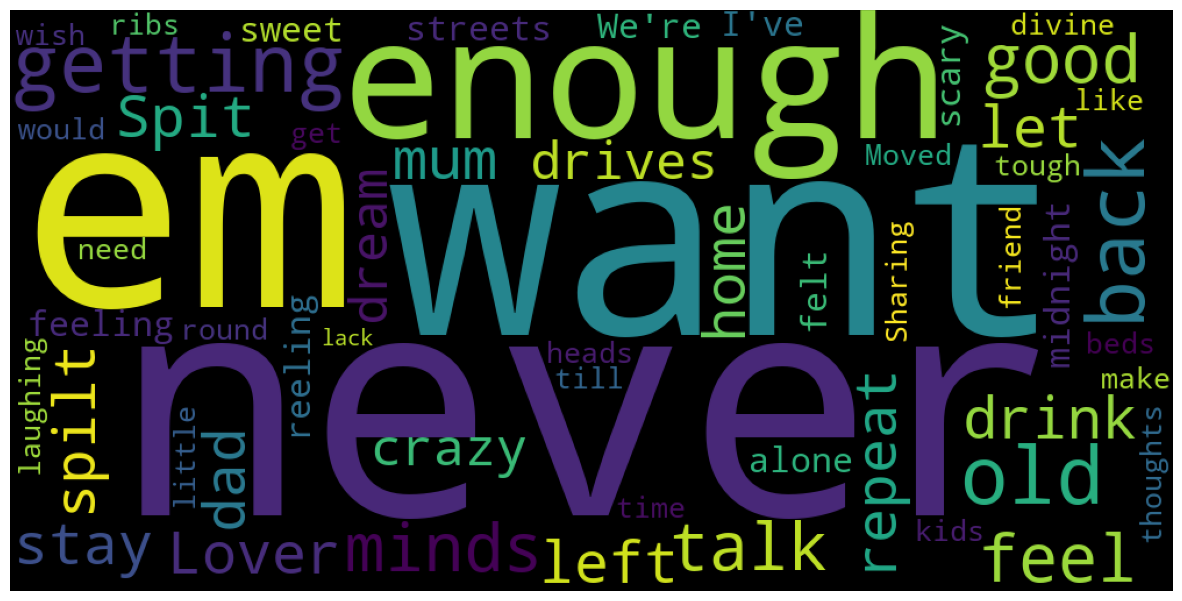 wish
ribs
sweet
streets
We're
I've
divine
getting
enough
scary
good
like
would
Spit
get
mum
drives
Moved
let
tough
em
want
back
need
dream
home
felt
Sharing
friend
midnight
feeling
round
reeling
lack
never
heads
till
beds
make
laughing
spilt
little
dad
crazy
alone
repeat
drink
old
thoughts
time
kids
stay
Lover
minds
left
talk
feel